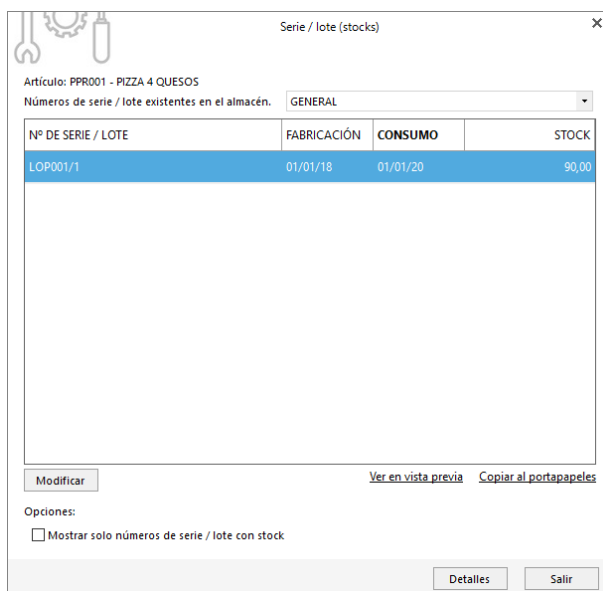 Serie / lote (stocks)
Artículo: PPR001 - PIZZA 4 QUESOS
Números de serie / lote existentes en el almacén. GENERAL
Nº DE SERIE / LOTE FABRICACIÓN CONSUMO STOCK
LOP001/1 01/01/18 01/01/20 90,00
Modificar Ver en vista previa Copiar al portapapeles
Opciones:
Mostrar solo números de serie / lote con stock
Detalles Salir